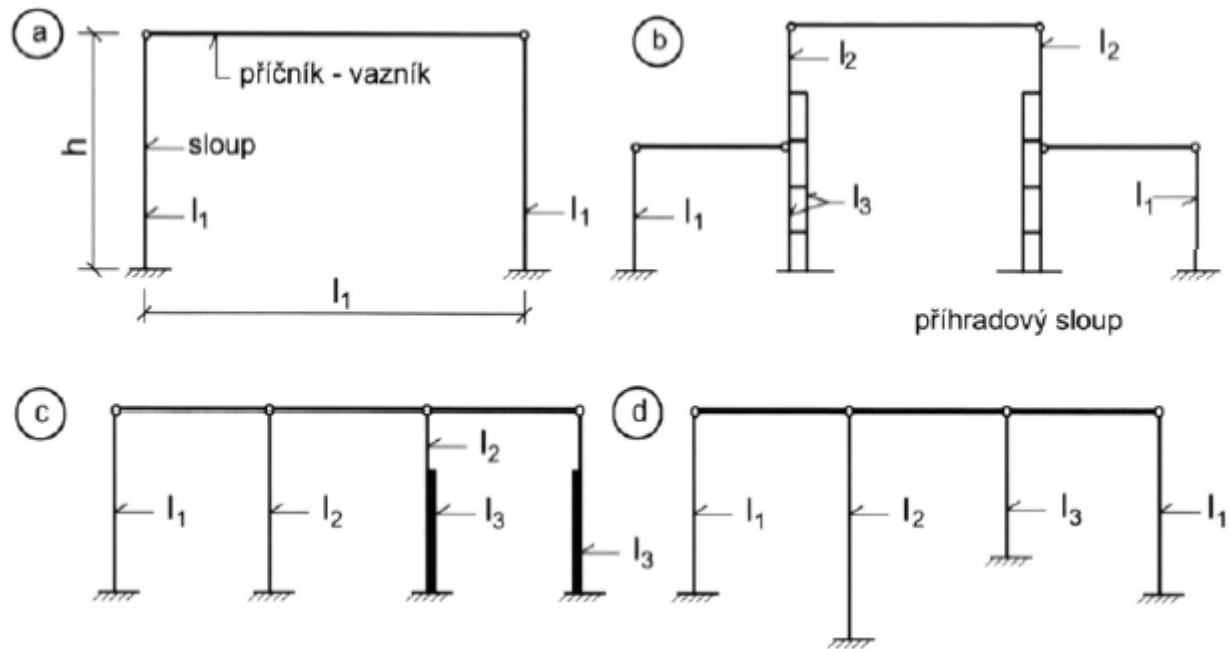 a
příčník - vazník
h
sloup
I₁
I₁
l₁
b
I₂
I₂
I₃
I₁
I₁
příhradový sloup
c
I₁
I₂
I₂
I₃
I₃
d
I₁
I₂
I₃
I₁